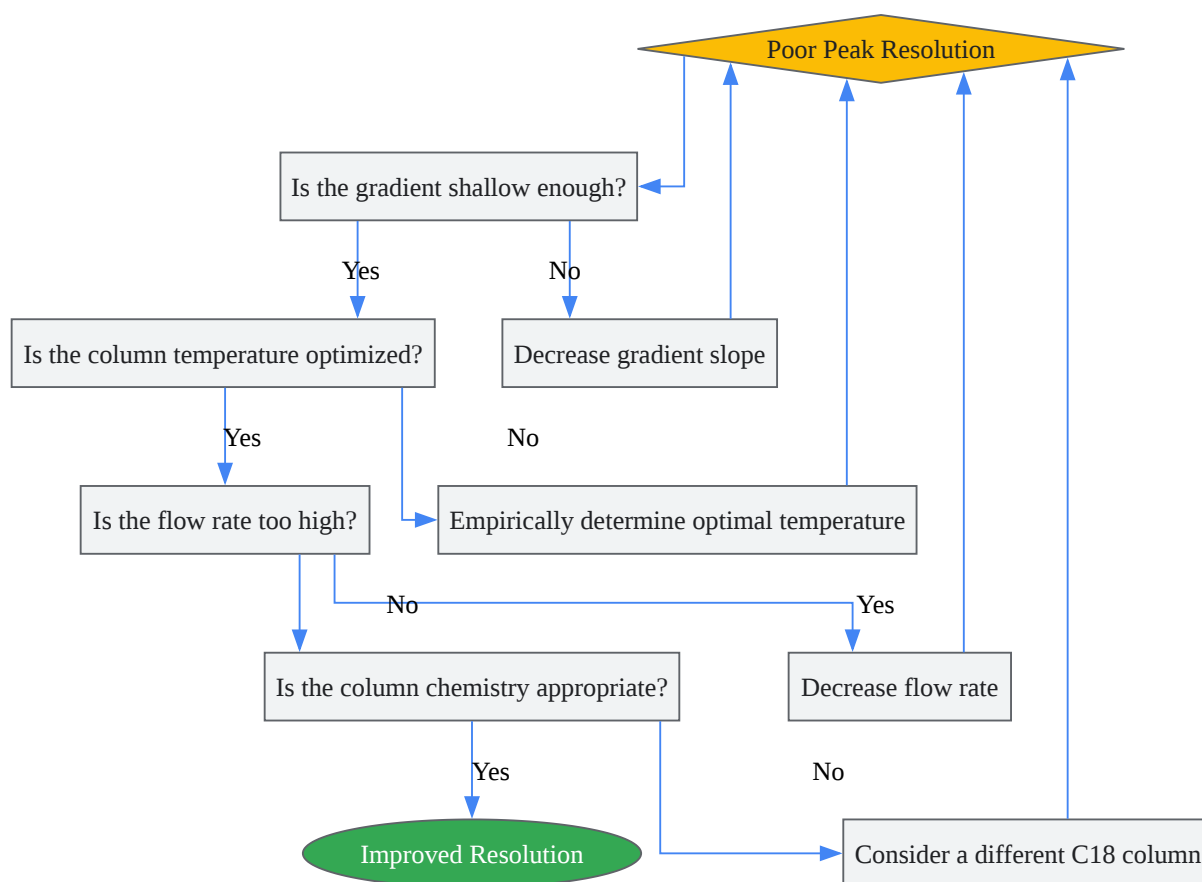 Poor Peak Resolution
Is the gradient shallow enough?
Yes
No
Is the column temperature optimized?
Decrease gradient slope
Yes
No
Is the flow rate too high?
Empirically determine optimal temperature
No
Yes
Is the column chemistry appropriate?
Decrease flow rate
Yes
No
Improved Resolution
Consider a different C18 column